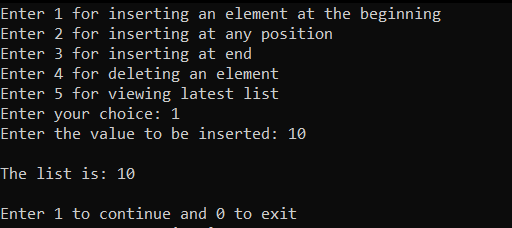 Enter 1 for inserting an element at the beginning
Enter 2 for inserting at any position
Enter 3 for inserting at end
Enter 4 for deleting an element
Enter 5 for viewing latest list
Enter your choice: 1
Enter the value to be inserted: 10
The list is: 10
Enter 1 to continue and 0 to exit